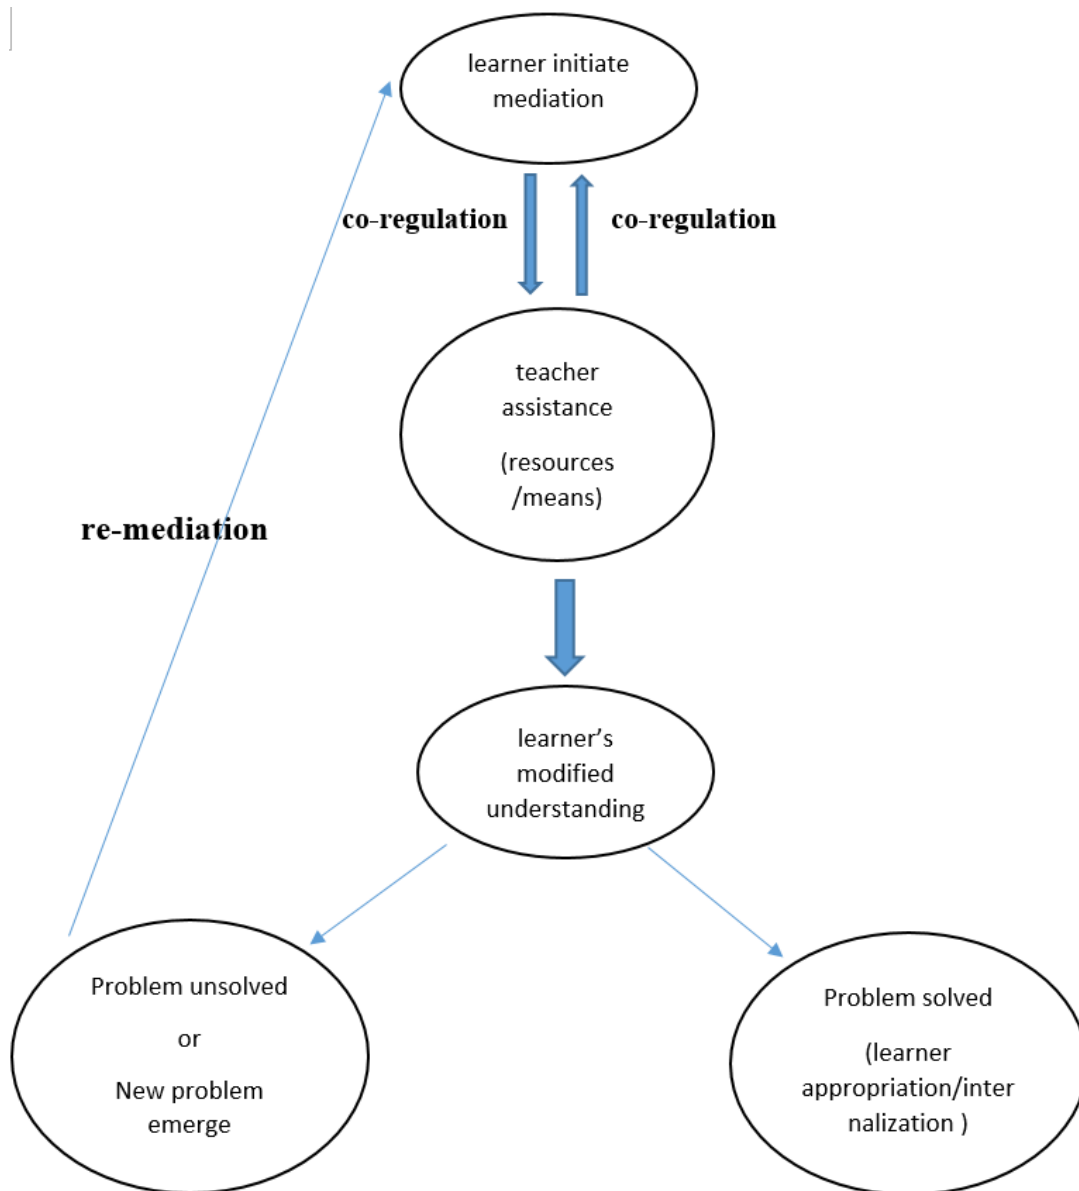 learner initiate
mediation
co-regulation
co-regulation
teacher
assistance
(resources
/means)
re-mediation
learner’s
modified
understanding
Problem unsolved
or
New problem
emerge
Problem solved
(learner
appropriation/inter
nalization )